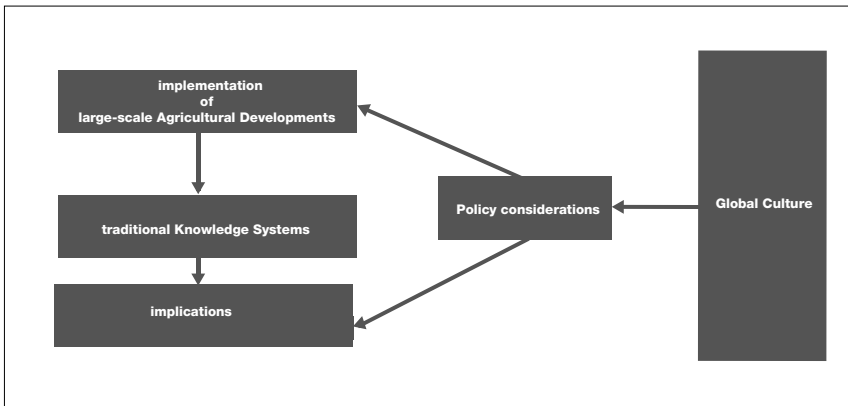 implementation
of
large-scale Agricultural Developments
traditional Knowledge Systems
implications
Policy considerations
Global Culture